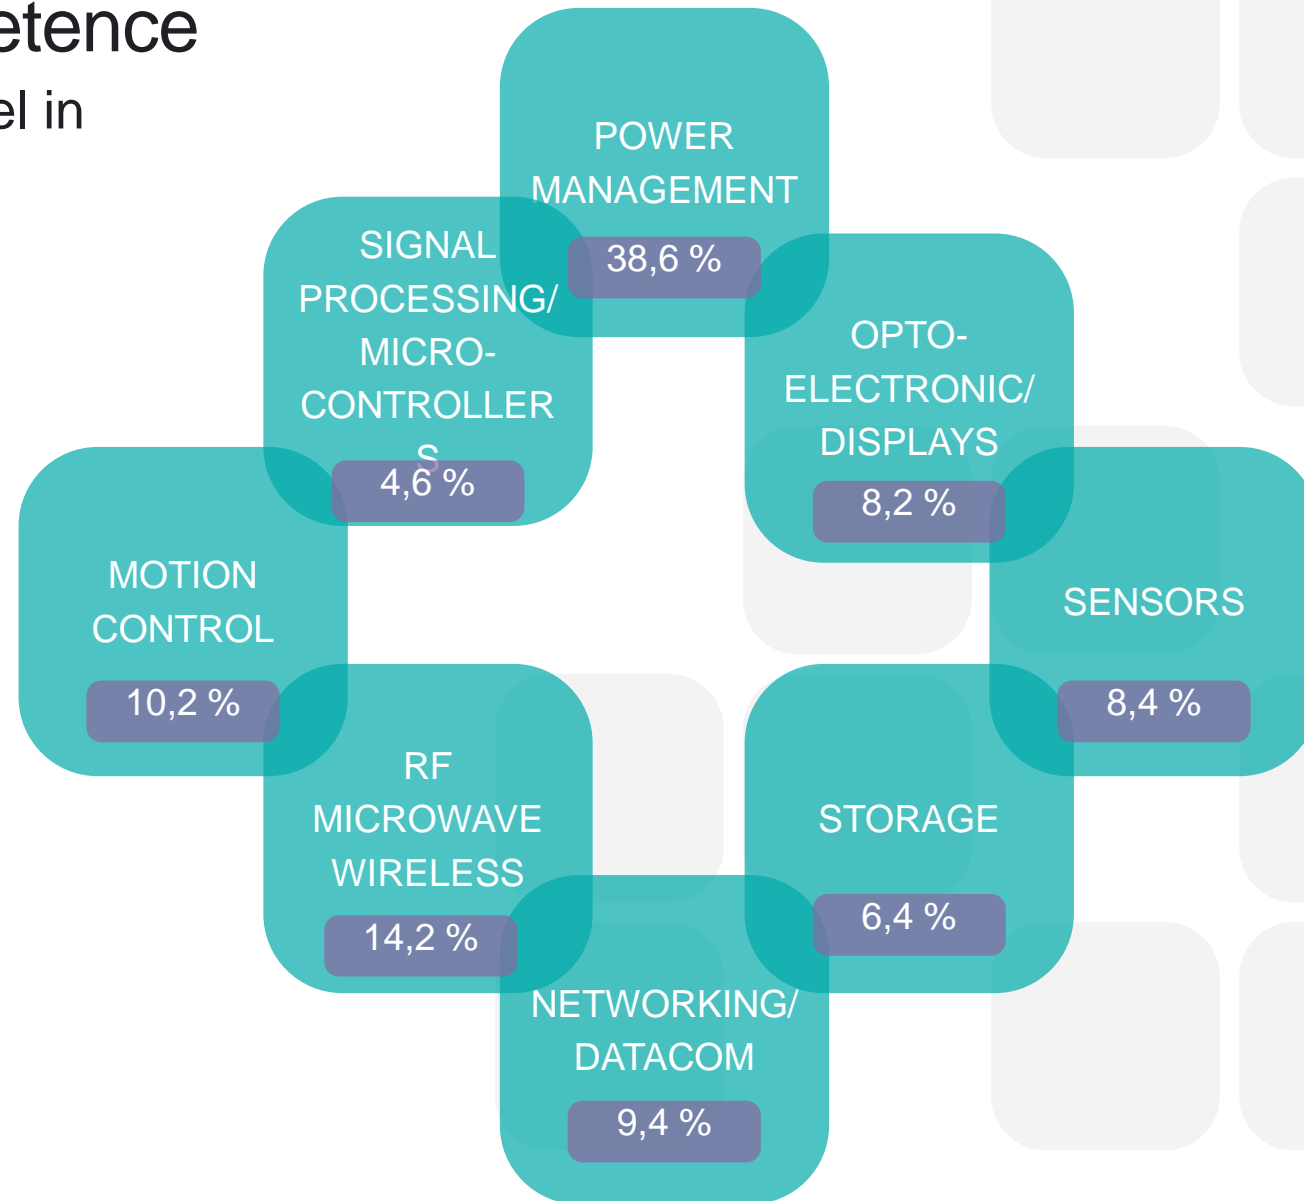 etence
el in
POWER
MANAGEMENT
38,6 %
SIGNAL
PROCESSING/
MICRO-
CONTROLLER
S
4,6 %
OPTO-
ELECTRONIC/
DISPLAYS
8,2 %
MOTION
CONTROL
10,2 %
SENSORS
8,4 %
RF
MICROWAVE
WIRELESS
14,2 %
STORAGE
6,4 %
NETWORKING/
DATACOM
9,4 %